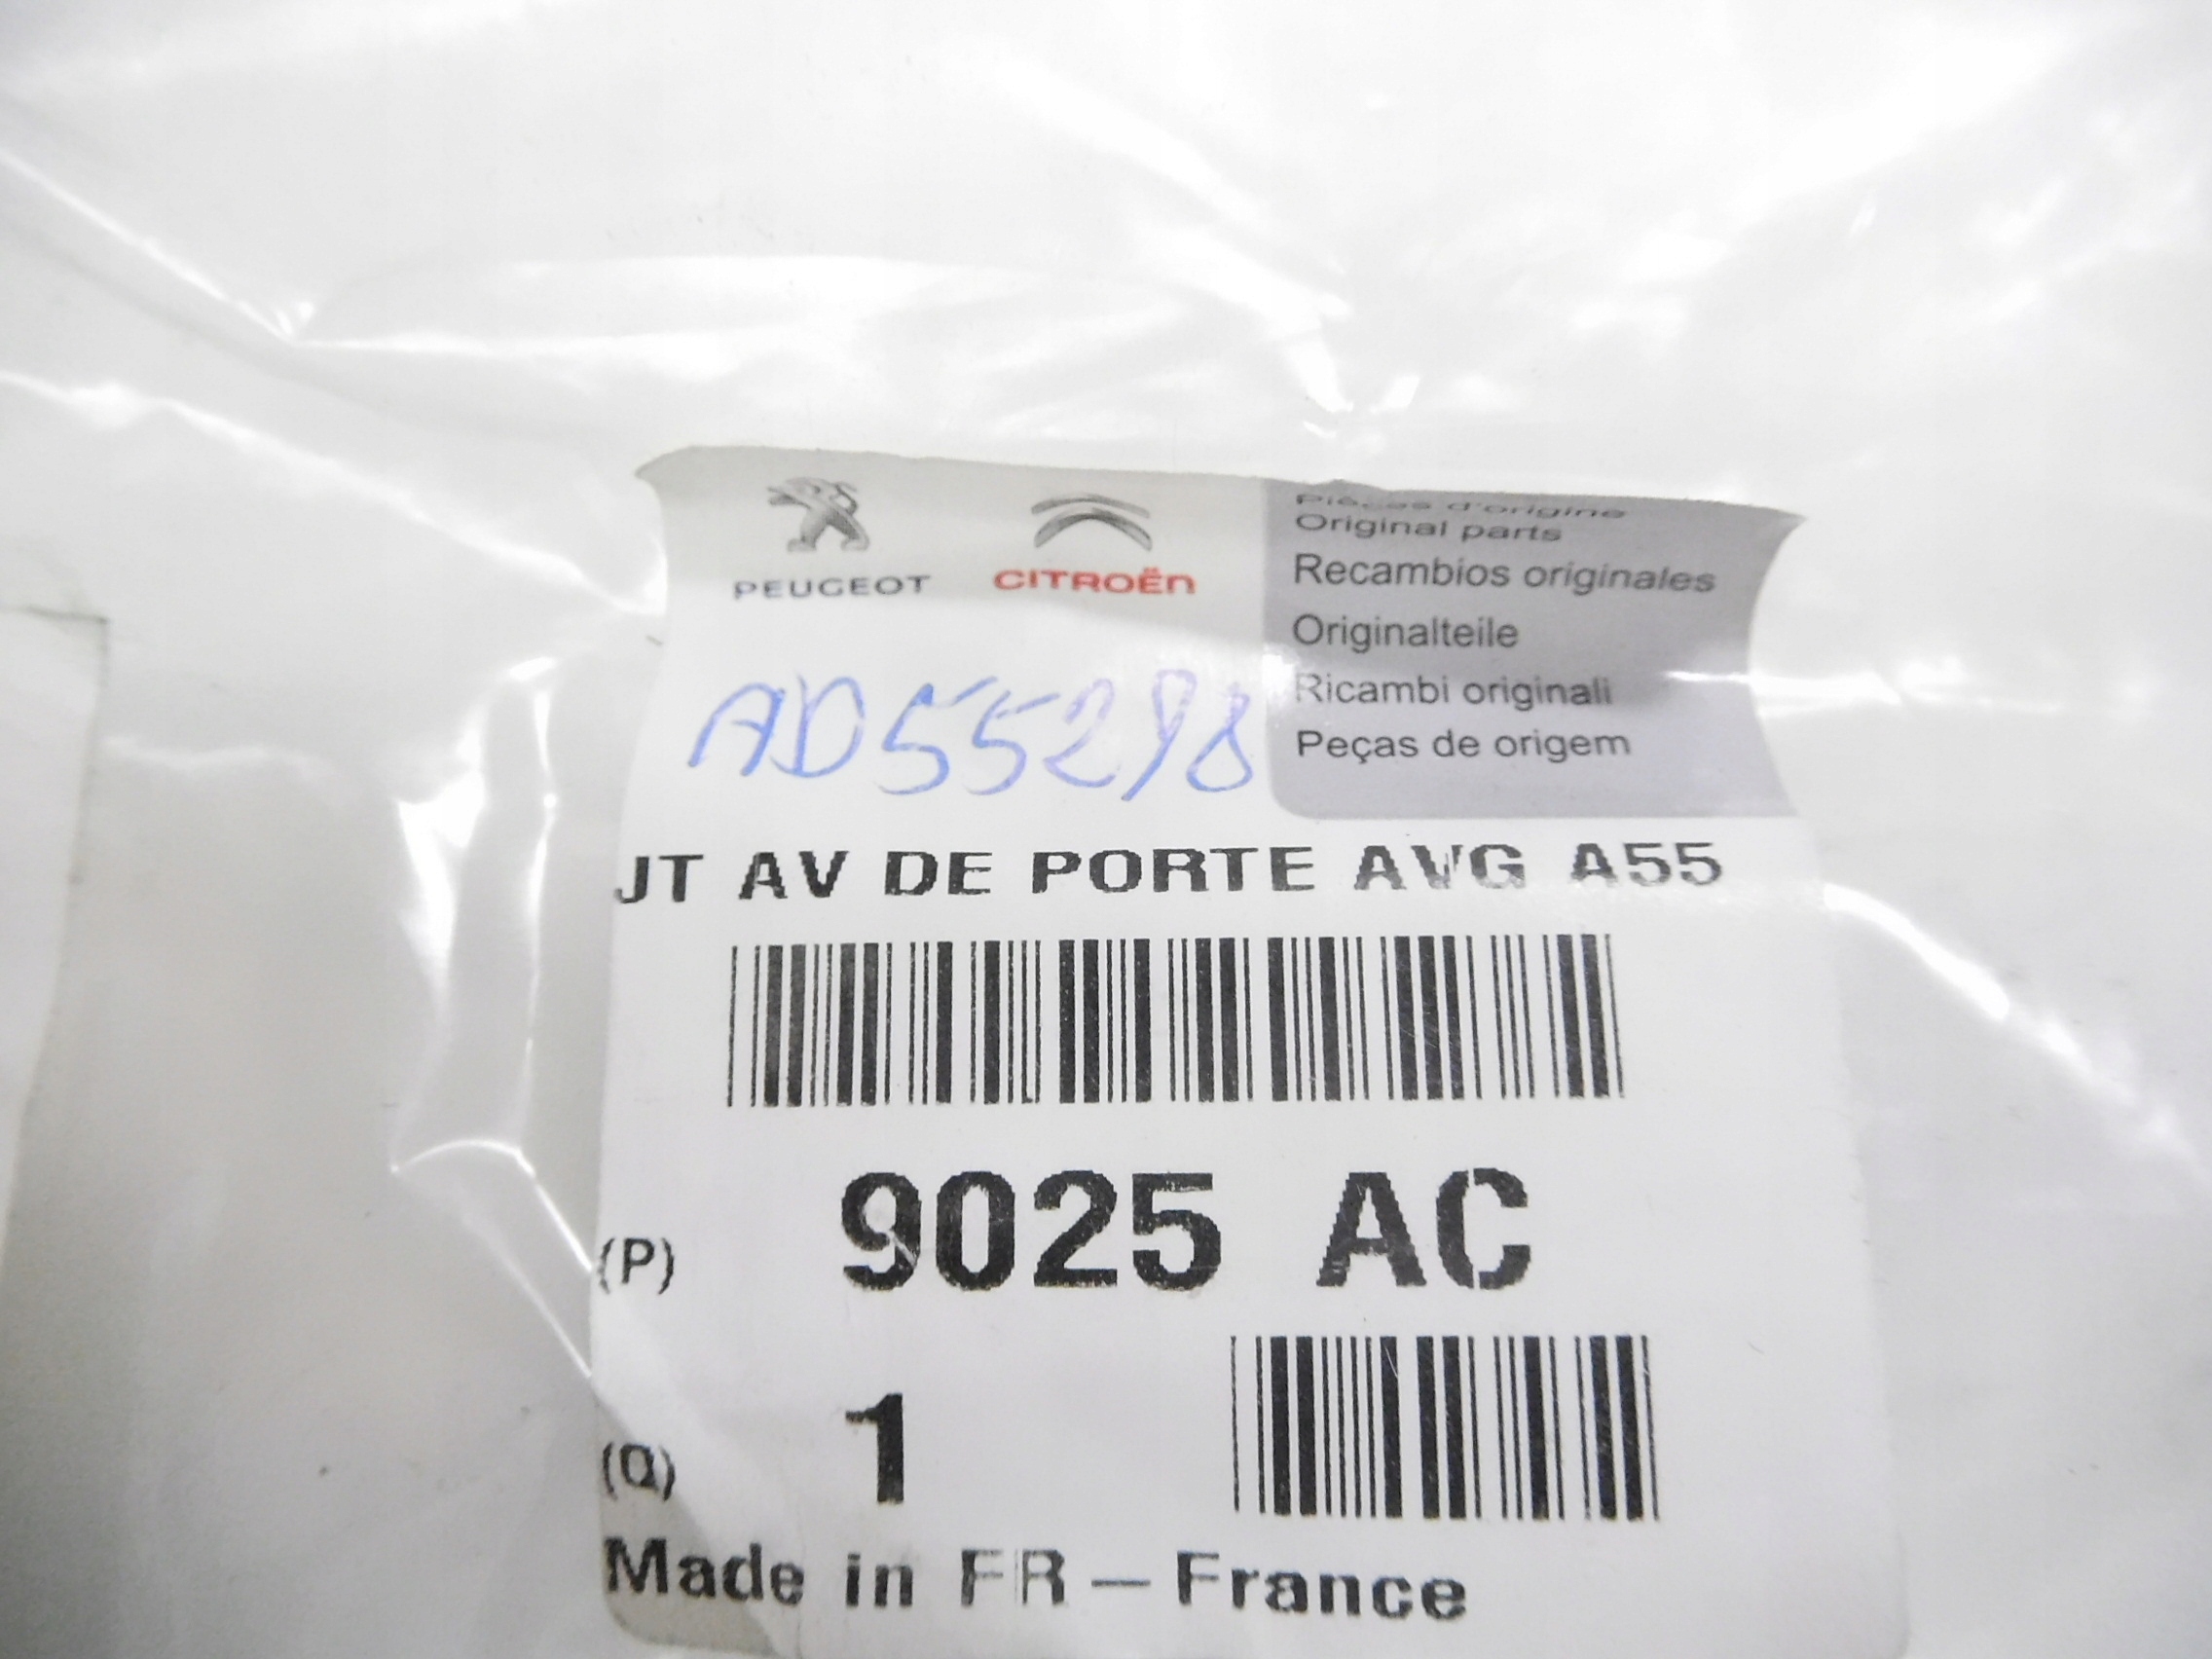 PEUGEOT CITROËN
Pièces d'origine
Original parts
Recambios originales
Originalteile
Ricambi originali
Peças de origem
AD55298
JT AV DE PORTE AVG A55
(P) 9025 AC
(Q) 1
Made in FR – France